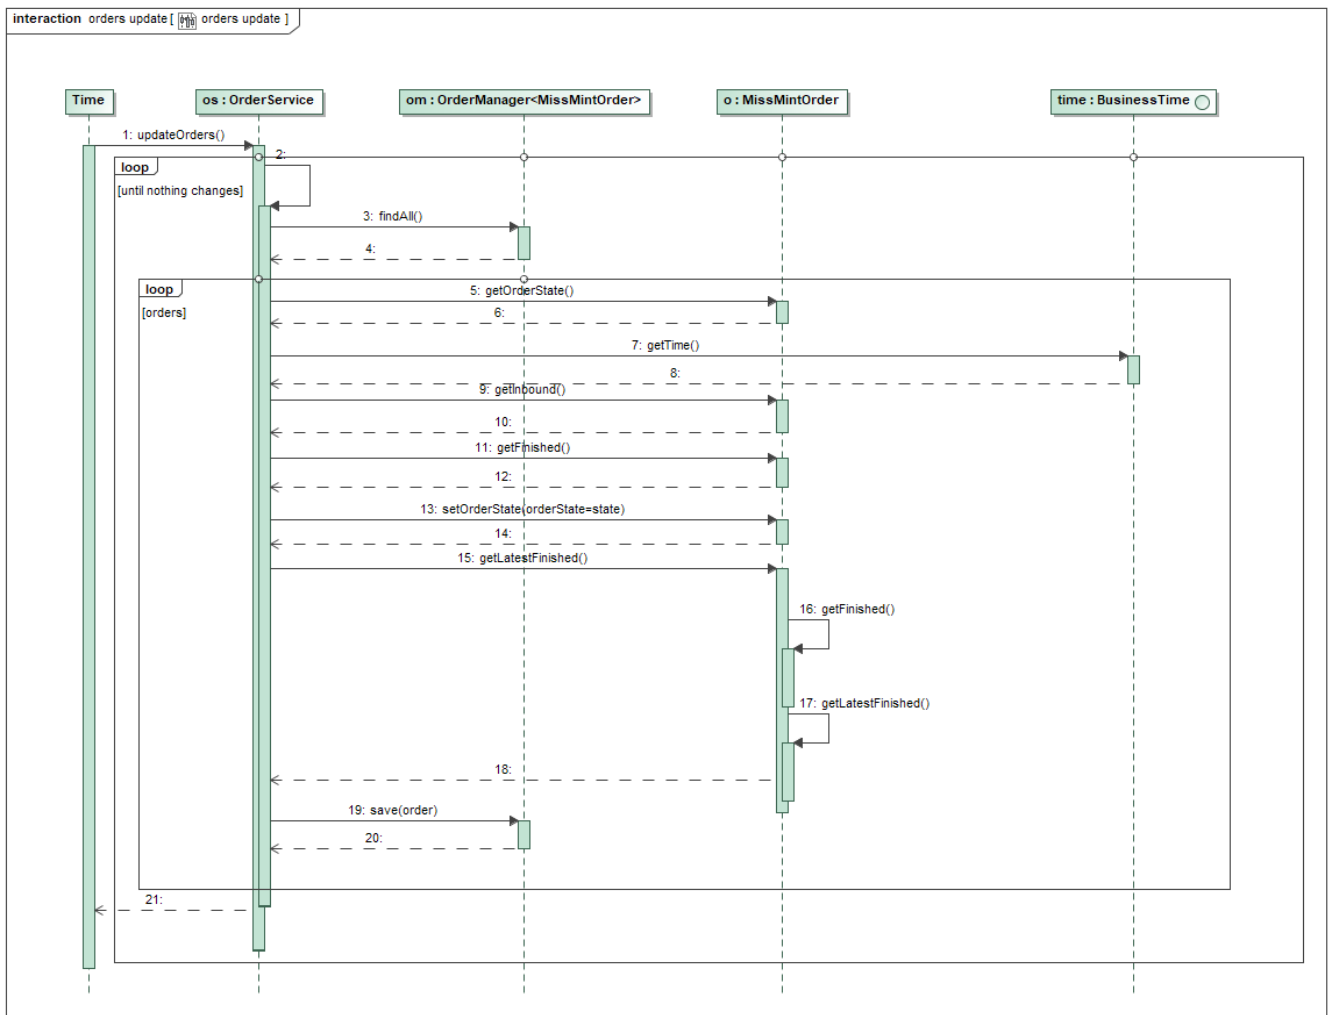 interaction orders update [ orders update ]
Time
os : OrderService
om : OrderManager<MissMintOrder>
o : MissMintOrder
time : BusinessTime
1: updateOrders()
2:
loop
[until nothing changes]
3: findAll()
4:
loop
5: getOrderState()
[orders]
6:
7: getTime()
8:
9: getInbound()
10:
11: getFinished()
12:
13: setOrderState(orderState=state)
14:
15: getLatestFinished()
16: getFinished()
17: getLatestFinished()
18:
19: save(order)
20:
21: